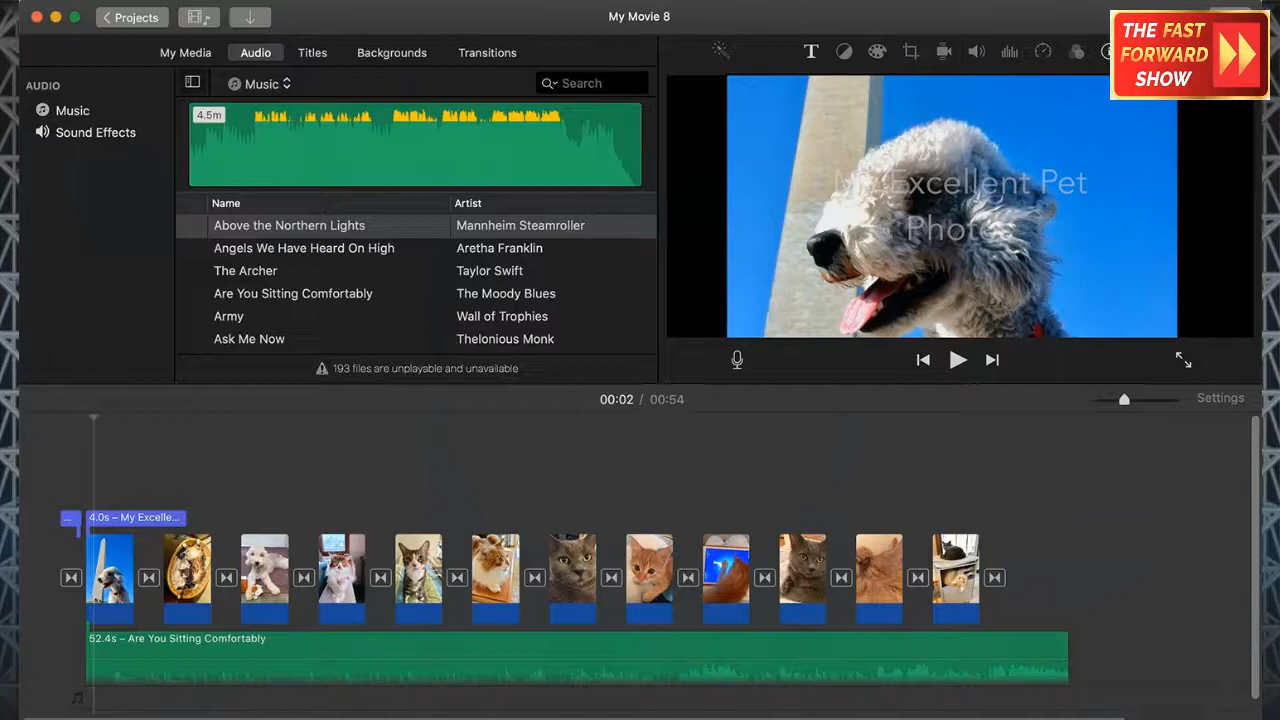 My Movie 8
Projects
THE FAST
FORWARD
SHOW
My Media
Audio
Titles
Backgrounds
Transitions
AUDIO
Music
Sound Effects
Music
Search
4.5m
Name
Artist
Above the Northern Lights
Mannheim Steamroller
Angels We Have Heard On High
Aretha Franklin
The Archer
Taylor Swift
Are You Sitting Comfortably
The Moody Blues
Army
Wall of Trophies
Ask Me Now
Thelonious Monk
193 files are unplayable and unavailable
My Excellent Pet
Photos
00:02 / 00:54
Settings
...
4.0s – My Excelle...
52.4s – Are You Sitting Comfortably